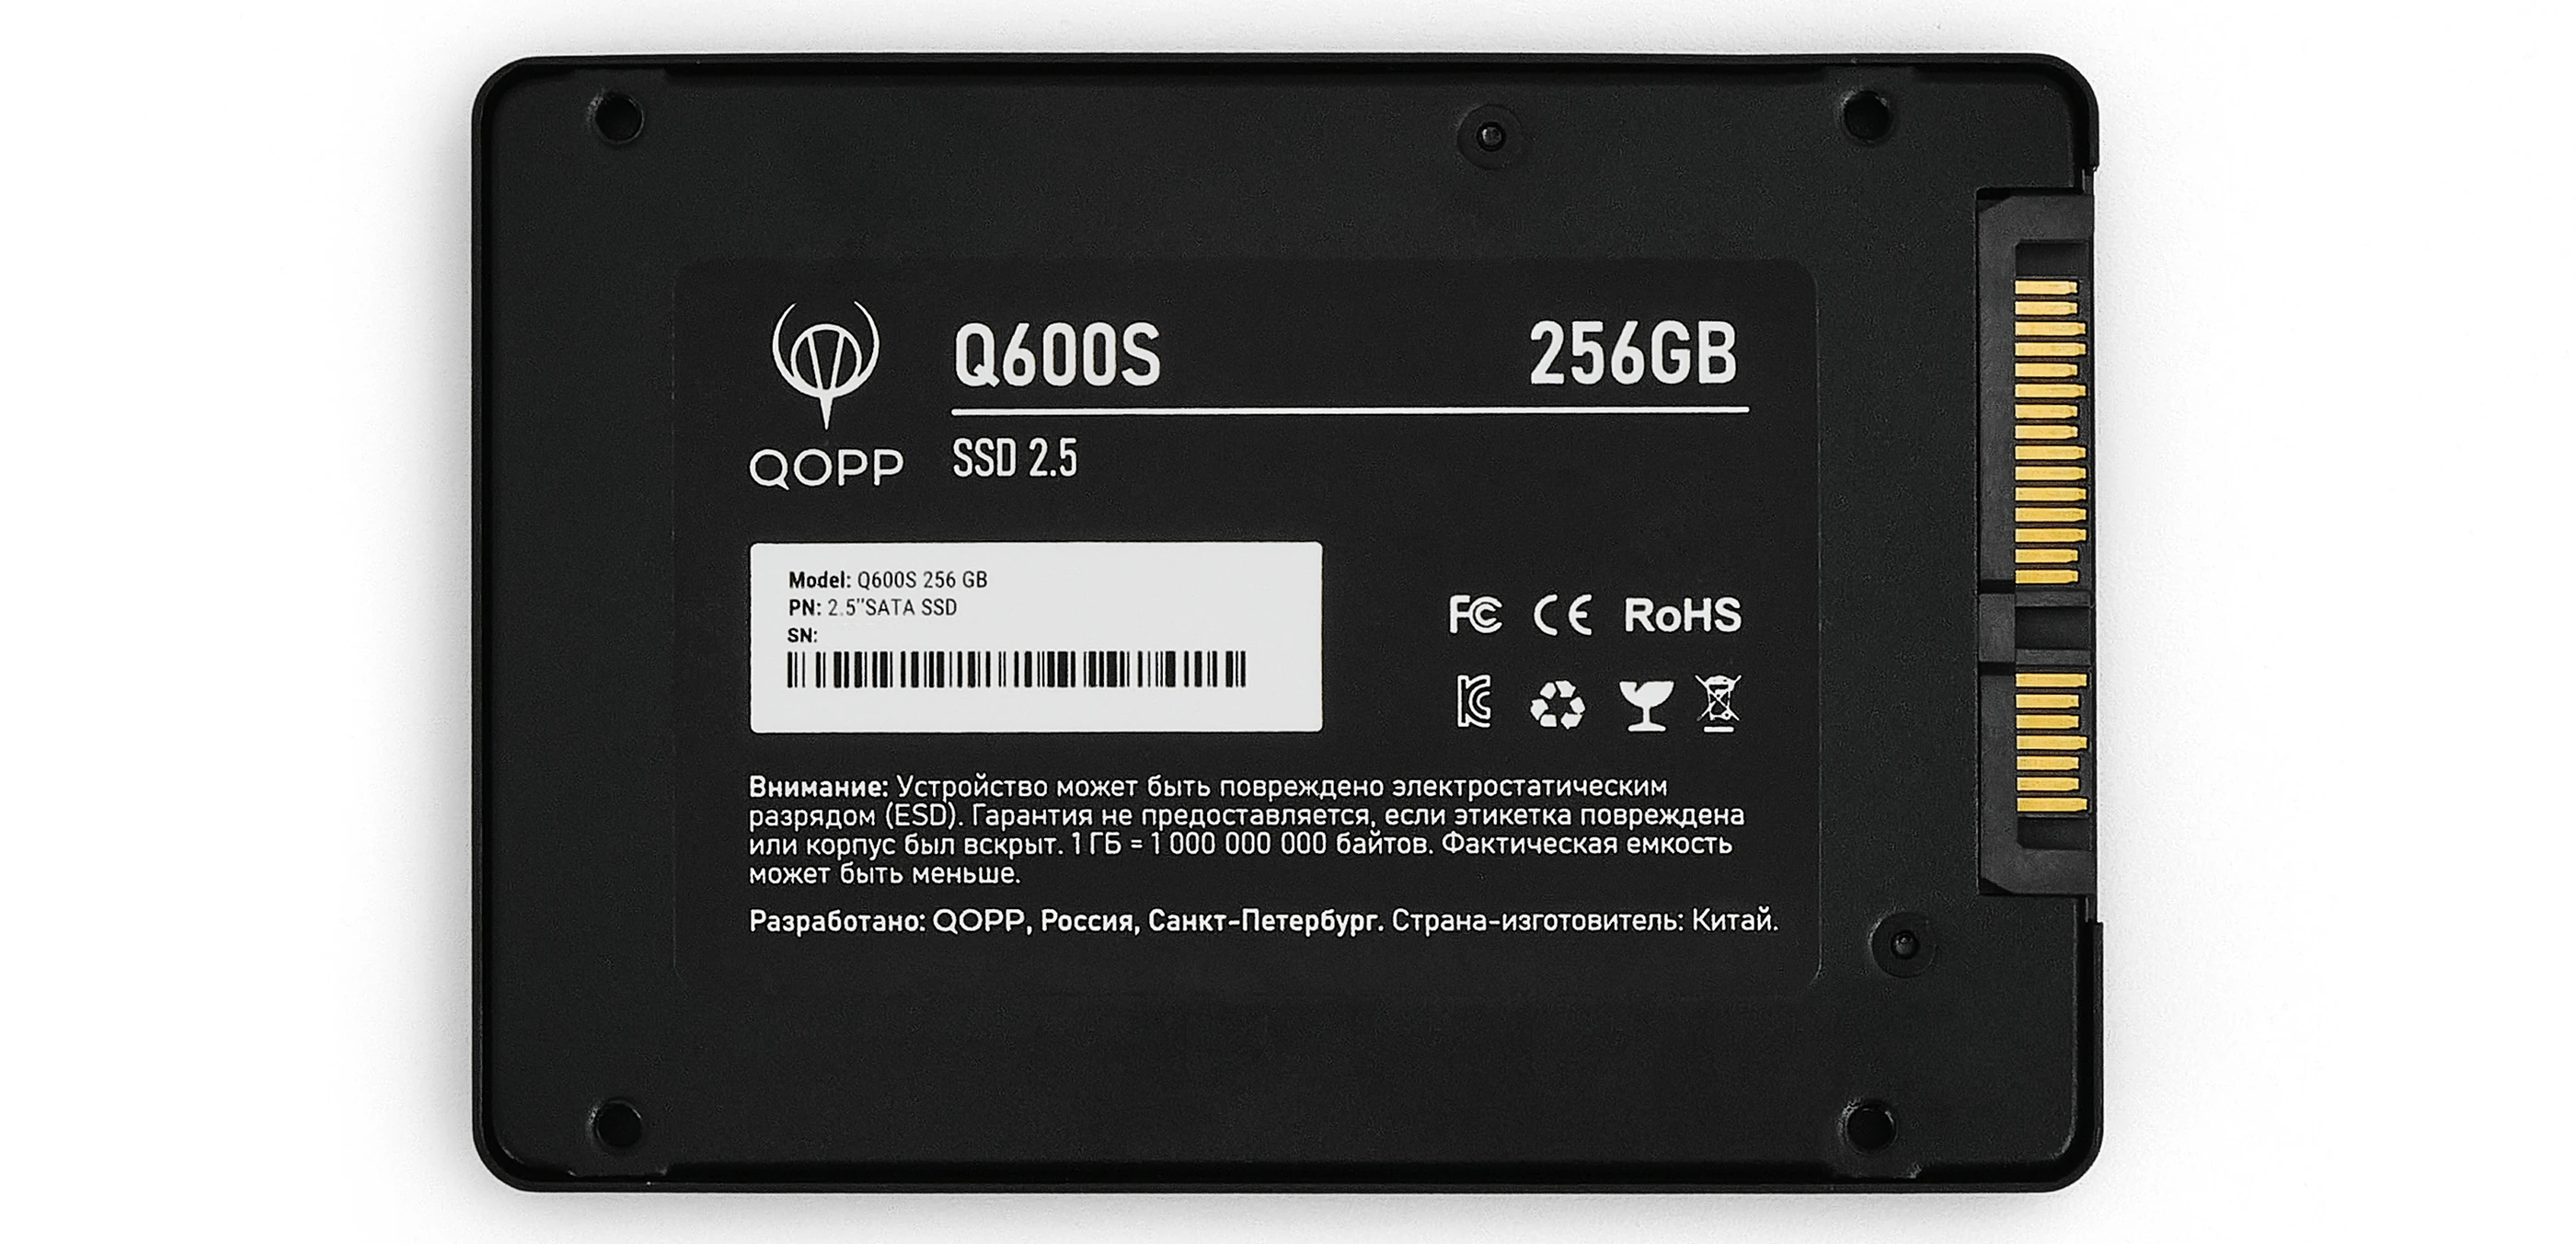 Q600S 256GB
QOPP SSD 2.5
Model: Q600S 256 GB
PN: 2.5"SATA SSD
SN:
FC CE RoHS
Внимание: Устройство может быть повреждено электростатическим
разрядом (ESD). Гарантия не предоставляется, если этикетка повреждена
или корпус был вскрыт. 1 ГБ = 1 000 000 000 байтов. Фактическая емкость
может быть меньше.
Разработано: QOPP, Россия, Санкт-Петербург. Страна-изготовитель: Китай.